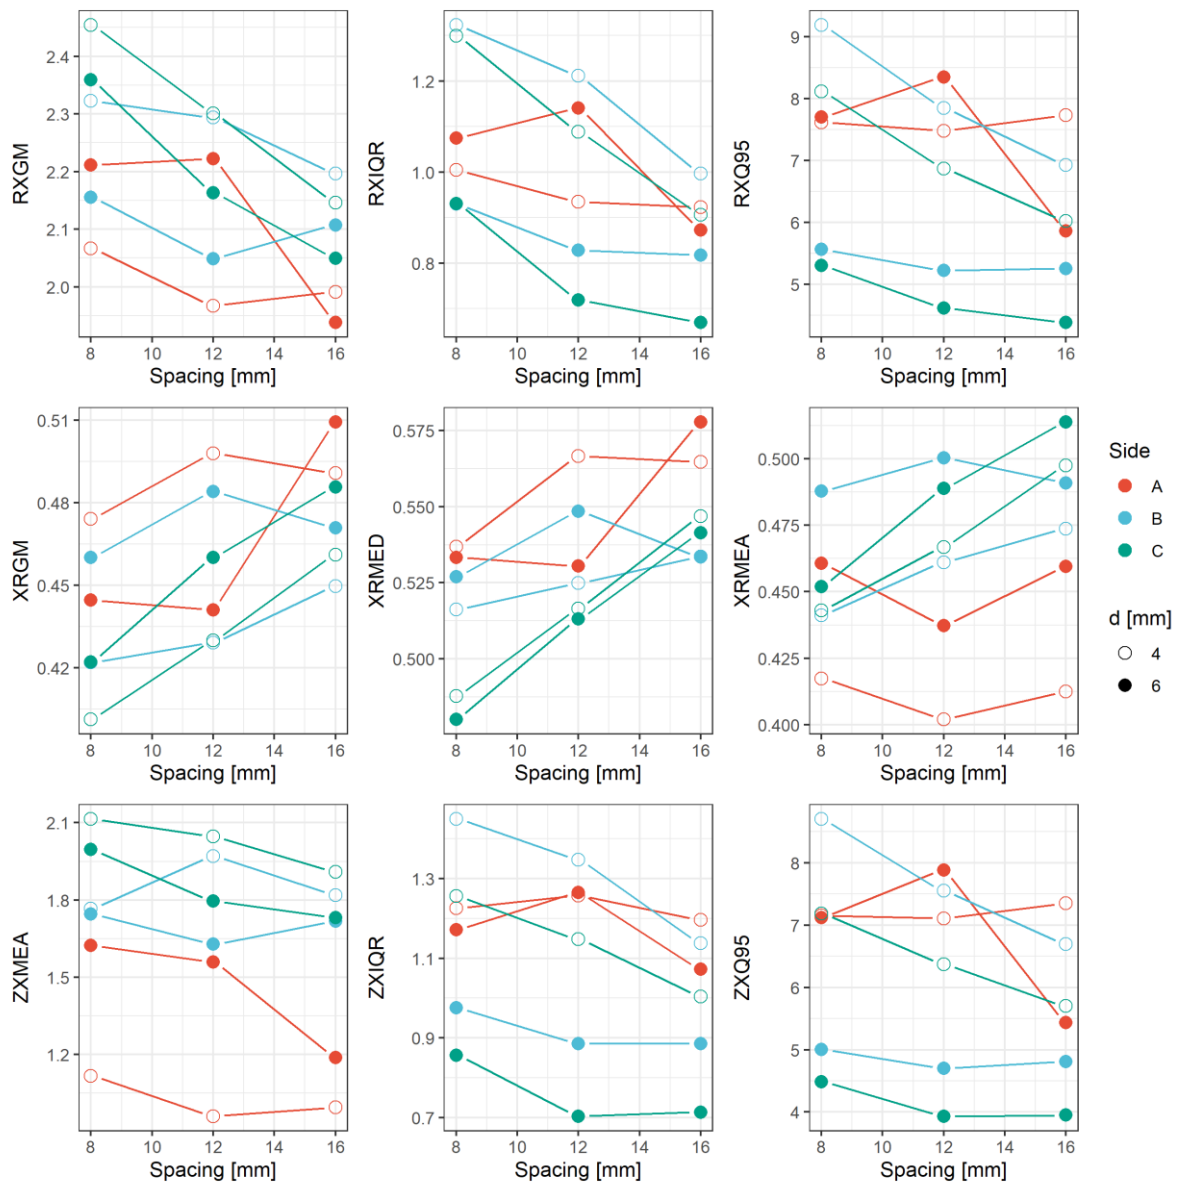 RXGM
2.4
2.3
2.2
2.1
2.0
8 10 12 14 16
Spacing [mm]
RXIQR
1.2
1.0
0.8
8 10 12 14 16
Spacing [mm]
RXQ95
9
8
7
6
5
8 10 12 14 16
Spacing [mm]
XRGM
0.51
0.48
0.45
0.42
8 10 12 14 16
Spacing [mm]
XRMED
0.575
0.550
0.525
0.500
8 10 12 14 16
Spacing [mm]
XRMEA
0.500
0.475
0.450
0.425
0.400
8 10 12 14 16
Spacing [mm]
Side
A
B
C
d [mm]
4
6
ZXMEA
2.1
1.8
1.5
1.2
8 10 12 14 16
Spacing [mm]
ZXIQR
1.3
1.1
0.9
0.7
8 10 12 14 16
Spacing [mm]
ZXQ95
8
7
6
5
4
8 10 12 14 16
Spacing [mm]